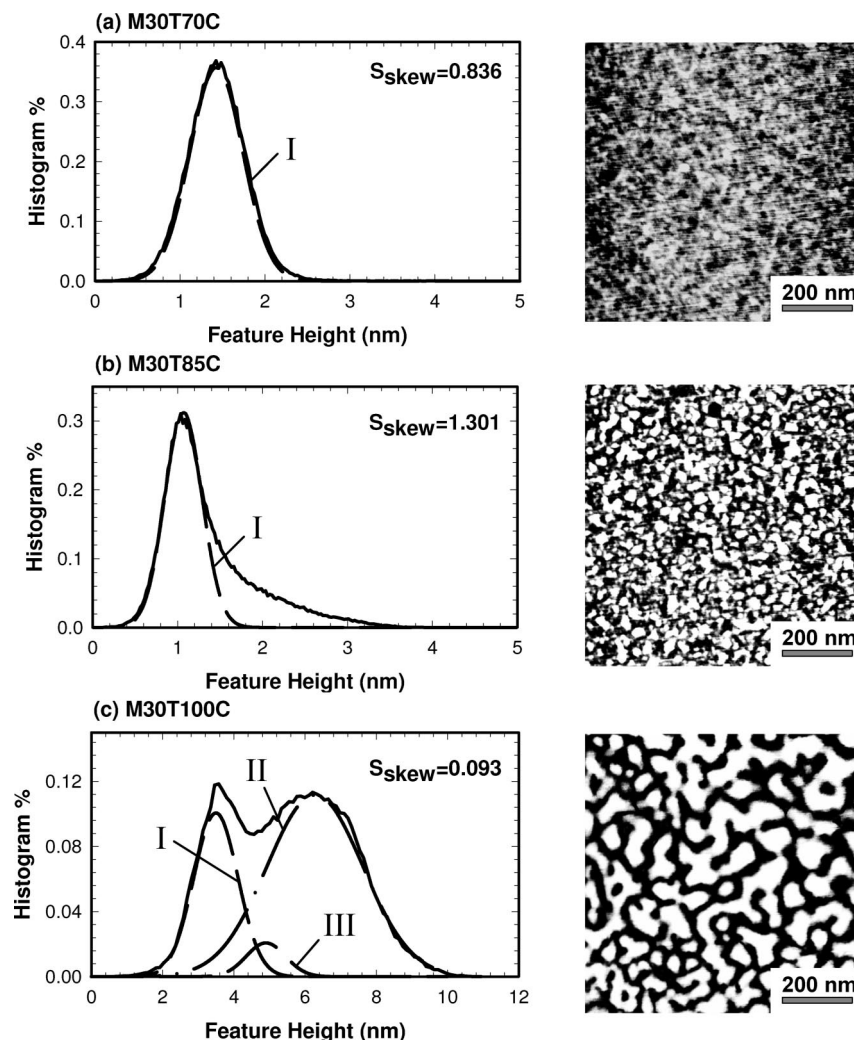 (a) M30T70C
0.4
0.3
0.2
0.1
0.0
Histogram %
S_skew=0.836
I
0 1 2 3 4 5
Feature Height (nm)
200 nm
(b) M30T85C
0.3
0.2
0.1
0.0
Histogram %
S_skew=1.301
I
0 1 2 3 4 5
Feature Height (nm)
200 nm
(c) M30T100C
0.12
0.08
0.04
0.00
Histogram %
S_skew=0.093
I
II
III
0 2 4 6 8 10 12
Feature Height (nm)
200 nm